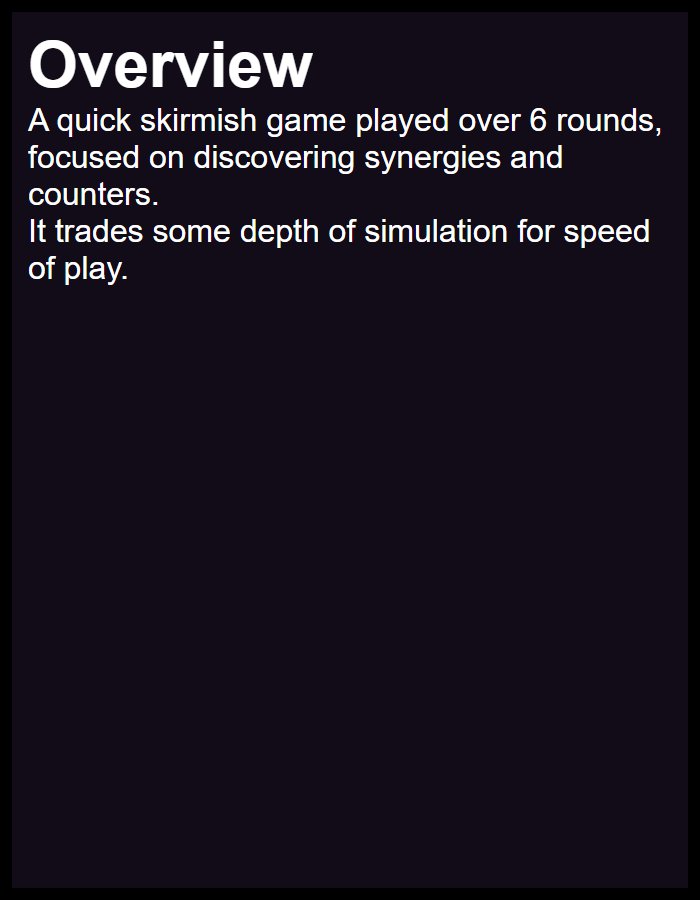 Overview
A quick skirmish game played over 6 rounds,
focused on discovering synergies and
counters.
It trades some depth of simulation for speed
of play.